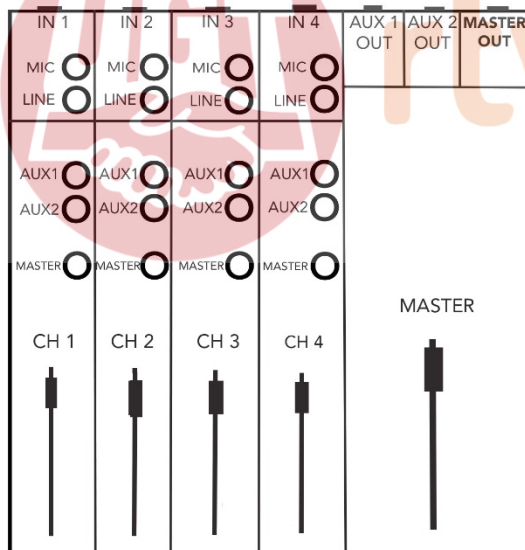 IN 1 IN 2 IN 3 IN 4 AUX 1 OUT AUX 2 OUT MASTER OUT
MIC MIC MIC MIC
LINE LINE LINE LINE
AUX1 AUX1 AUX1 AUX1
AUX2 AUX2 AUX2 AUX2
MASTER MASTER MASTER MASTER
MASTER
CH 1 CH 2 CH 3 CH 4